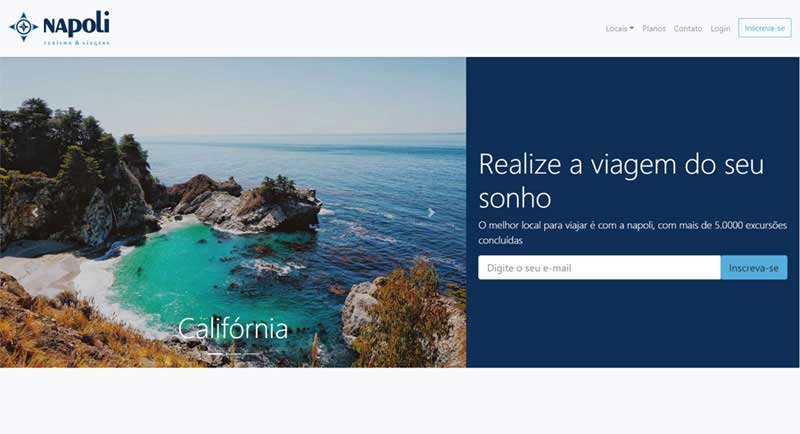 NAPOLI
TURISMO & VIAGENS
Locais
Planos
Contato
Login
Inscreva-se
Realize a viagem do seu
sonho
O melhor local para viajar é com a napoli, com mais de 5.0000 excursões
concluídas
Digite o seu e-mail
Inscreva-se
Califórnia